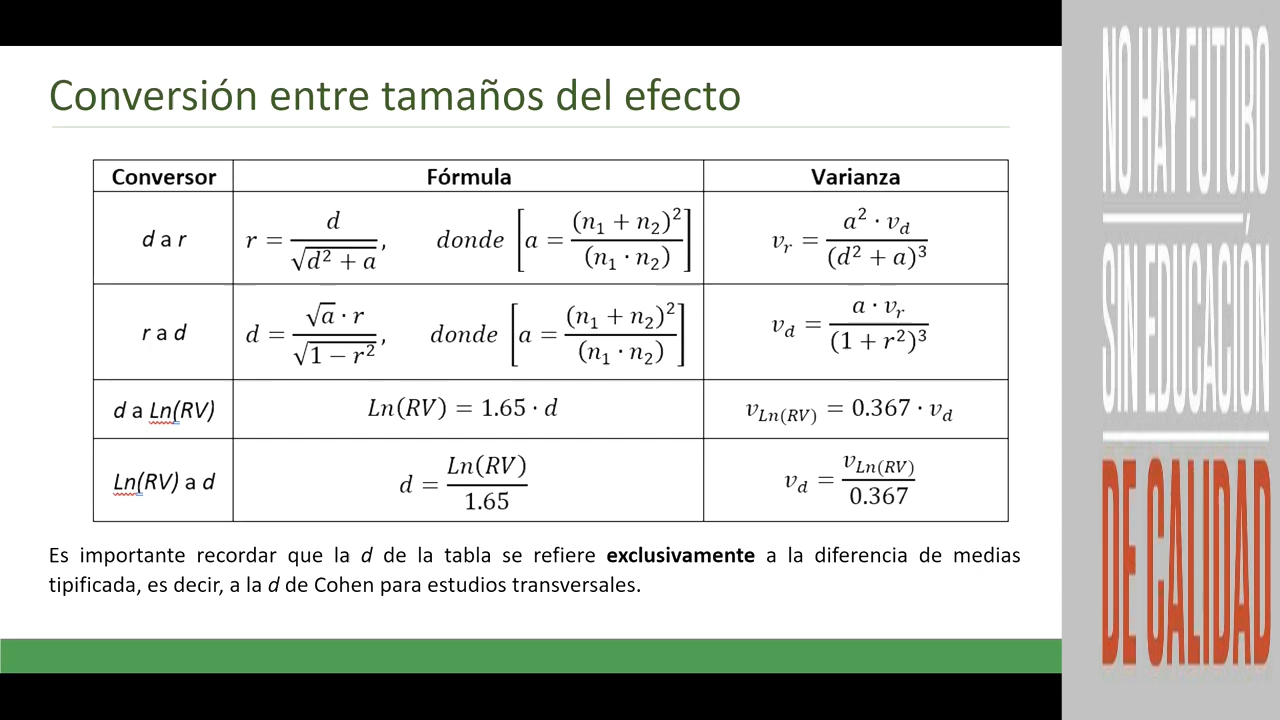 Conversión entre tamaños del efecto
Conversor Fórmula Varianza
d a r r = d / √(d² + a), donde [a = (n₁ + n₂)² / (n₁ · n₂)] vᵣ = a² · v_d / (d² + a)³
r a d d = √a · r / √(1 − r²), donde [a = (n₁ + n₂)² / (n₁ · n₂)] v_d = a · vᵣ / (1 + r²)³
d a Ln(RV) Ln(RV) = 1.65 · d v_Ln(RV) = 0.367 · v_d
Ln(RV) a d d = Ln(RV) / 1.65 v_d = v_Ln(RV) / 0.367
Es importante recordar que la d de la tabla se refiere exclusivamente a la diferencia de medias
tipificada, es decir, a la d de Cohen para estudios transversales.
NO HAY FUTURO
SIN EDUCACIÓN
DE CALIDAD